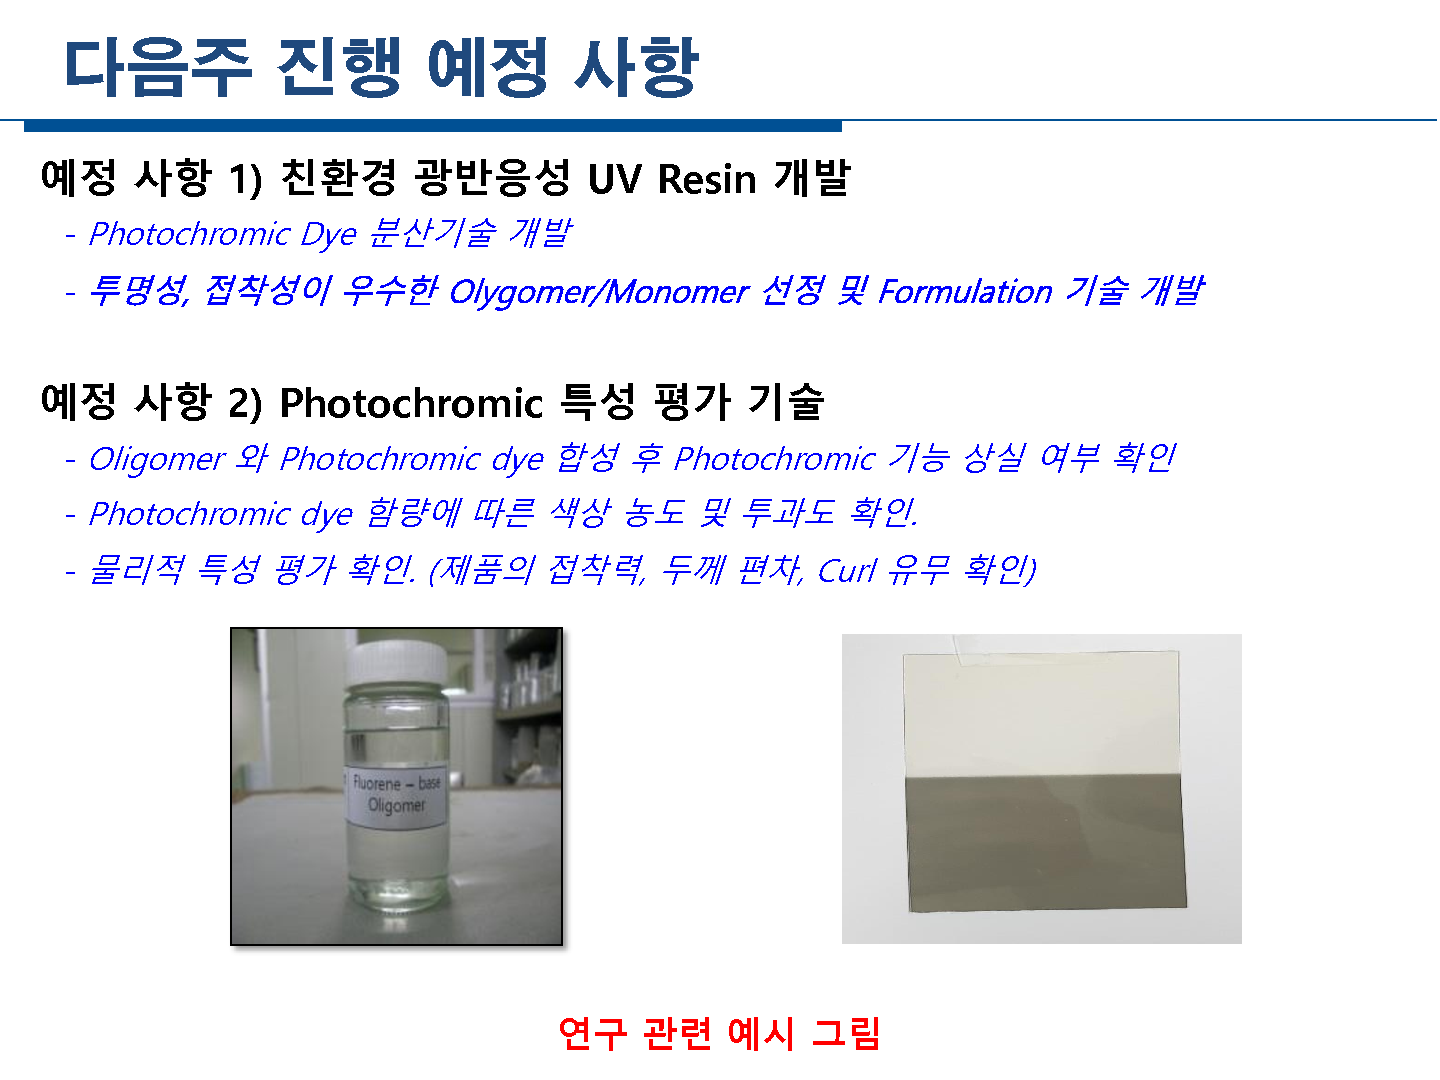 다음주 진행 예정 사항
예정 사항 1) 친환경 광반응성 UV Resin 개발
- Photochromic Dye 분산기술 개발
- 투명성, 접착성이 우수한 Olygomer/Monomer 선정 및 Formulation 기술 개발
예정 사항 2) Photochromic 특성 평가 기술
- Oligomer 와 Photochromic dye 합성 후 Photochromic 기능 상실 여부 확인
- Photochromic dye 함량에 따른 색상 농도 및 투과도 확인.
- 물리적 특성 평가 확인. (제품의 접착력, 두께 편차, Curl 유무 확인)
Fluorene – base
Oligomer
연구 관련 예시 그림